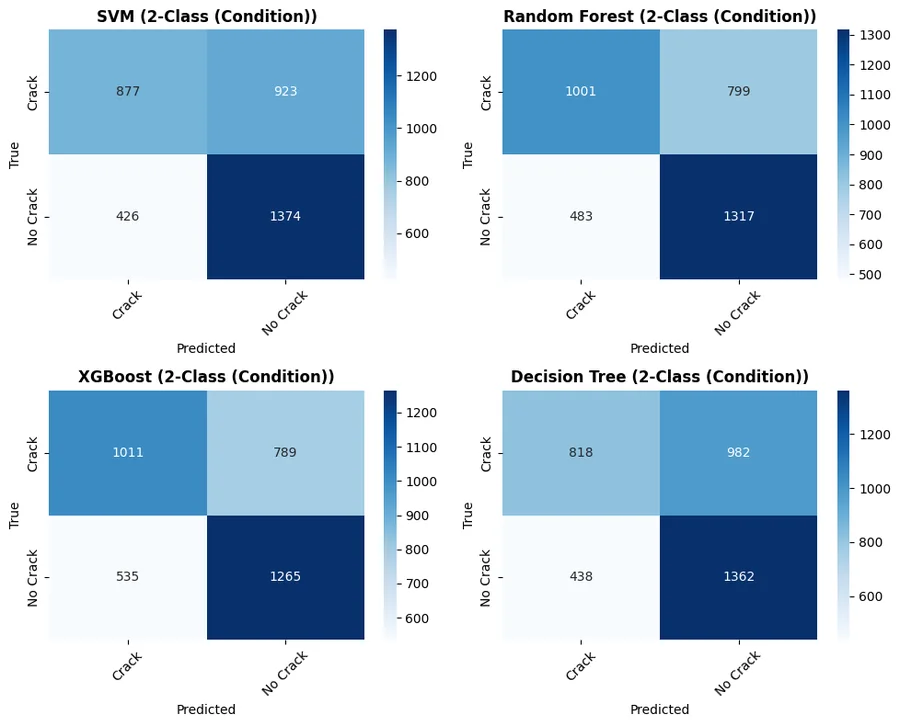 SVM (2-Class (Condition))
True
Crack
No Crack
877
923
426
1374
Crack
No Crack
Predicted
1200
1000
800
600
Random Forest (2-Class (Condition))
True
Crack
No Crack
1001
799
483
1317
Crack
No Crack
Predicted
1300
1200
1100
1000
900
800
700
600
500
XGBoost (2-Class (Condition))
True
Crack
No Crack
1011
789
535
1265
Crack
No Crack
Predicted
1200
1100
1000
900
800
700
600
Decision Tree (2-Class (Condition))
True
Crack
No Crack
818
982
438
1362
Crack
No Crack
Predicted
1200
1000
800
600